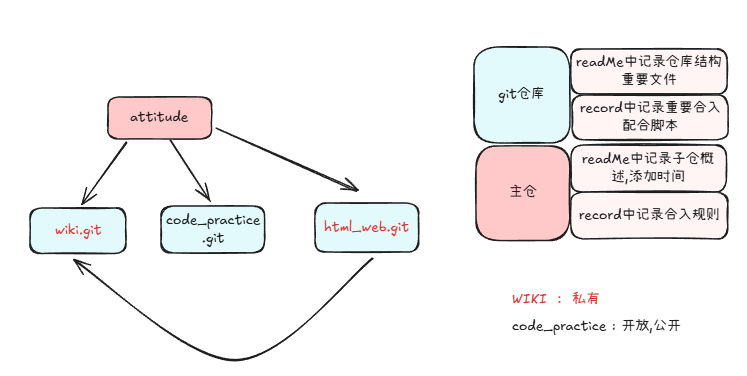 attitude
wiki.git
code_practice
.git
html_web.git
git仓库
readMe中记录仓库结构
重要文件
record中记录重要合入
配合脚本
主仓
readMe中记录子仓概
述,添加时间
record中记录合入规则
WIKI : 私有
code_practice : 开放,公开